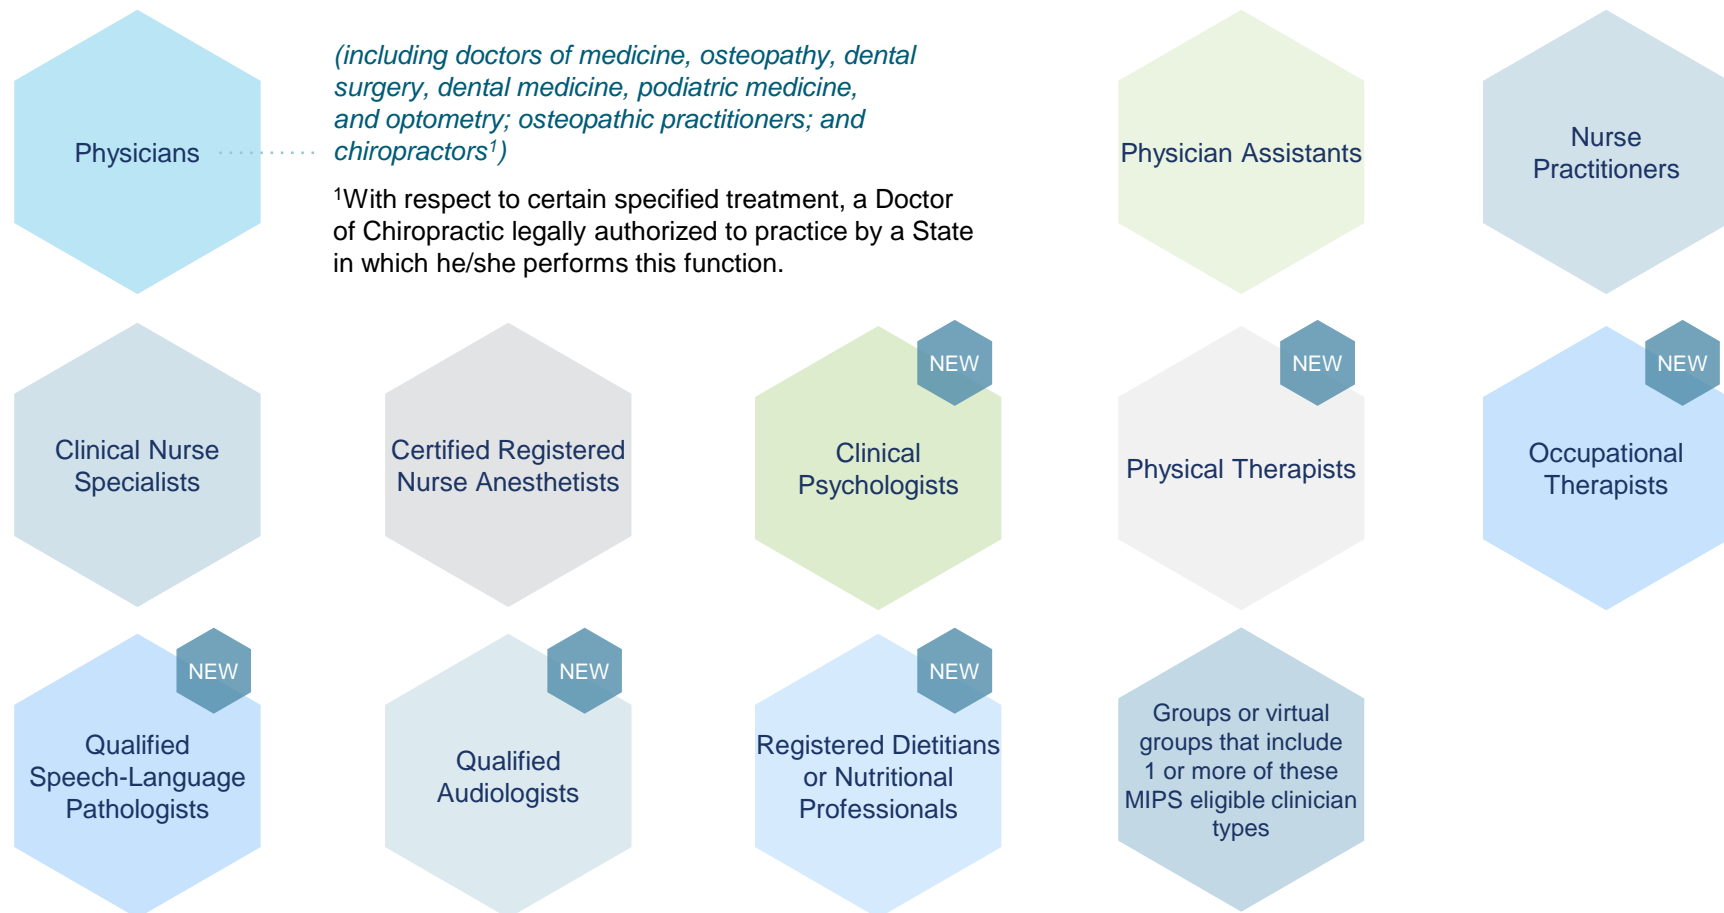 Physicians
(including doctors of medicine, osteopathy, dental
surgery, dental medicine, podiatric medicine,
and optometry; osteopathic practitioners; and
chiropractors¹)
¹With respect to certain specified treatment, a Doctor
of Chiropractic legally authorized to practice by a State
in which he/she performs this function.
Physician Assistants
Nurse
Practitioners
Clinical Nurse
Specialists
Certified Registered
Nurse Anesthetists
NEW
Clinical
Psychologists
NEW
Physical Therapists
NEW
Occupational
Therapists
NEW
Qualified
Speech-Language
Pathologists
NEW
Qualified
Audiologists
NEW
Registered Dietitians
or Nutritional
Professionals
Groups or virtual
groups that include
1 or more of these
MIPS eligible clinician
types